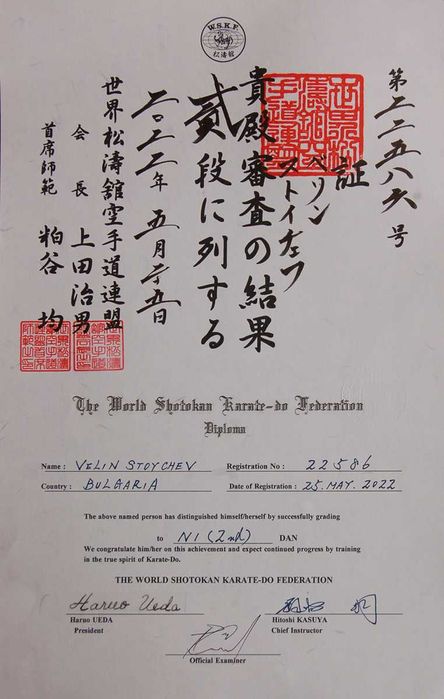 W.S.K.F.
松涛館
第二二五八六号
証
ベリン
ストイチェフ
貴殿審査の結果
貳段に列する
二〇二二年 五月二五日
世界松濤舘空手道連盟
会長 上田治男
首席師範 粕谷 均
The World Shotokan Karate-do Federation
Diploma
Name : VELIN STOYCHEV Registration No : 22586
Country : BULGARIA Date of Registration : 25. MAY. 2022
The above named person has distinguished himself/herself by successfully grading
to NI (2nd) DAN
We congratulate him/her on this achievement and expect continued progress by training
in the true spirit of Karate-Do.
THE WORLD SHOTOKAN KARATE-DO FEDERATION
Haruo Ueda
Haruo UEDA Hitoshi KASUYA
President Chief Instructor
Official Examiner